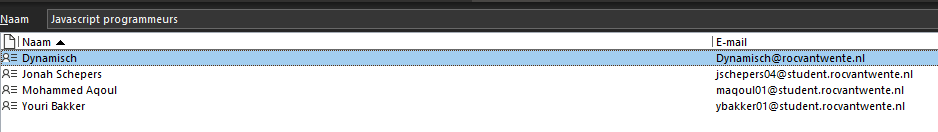 Naam Javascript programmeurs
Naam E-mail
Dynamisch Dynamisch@rocvantwente.nl
Jonah Schepers jschepers04@student.rocvantwente.nl
Mohammed Aqoul maqoul01@student.rocvantwente.nl
Youri Bakker ybakker01@student.rocvantwente.nl